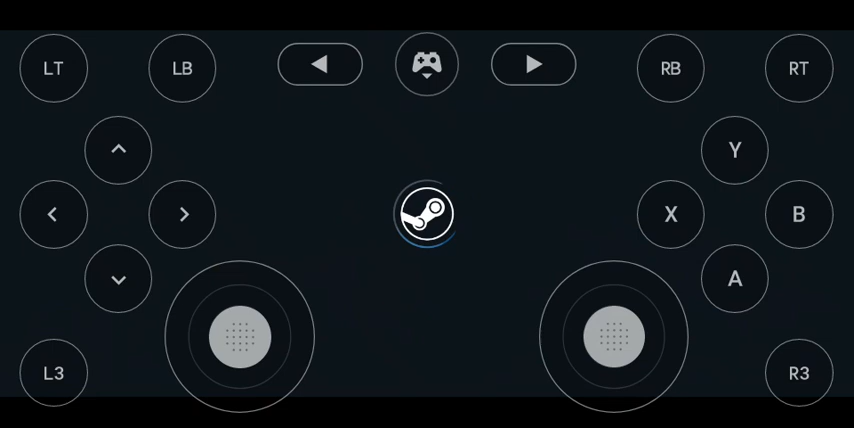 LT LB RB RT
Y
X B
A
L3 R3